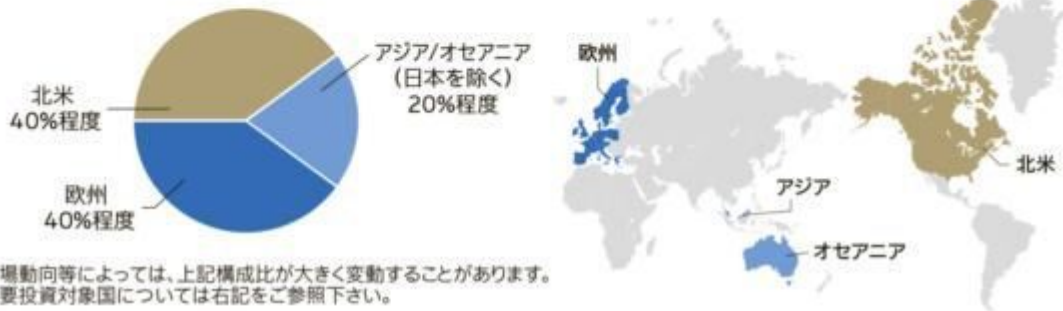 アジア/オセアニア
(日本を除く)
20%程度
北米
40%程度
欧州
40%程度
欧州
北米
アジア
オセアニア
場動向等によっては、上記構成比が大きく変動することがあります。
要投資対象国については右記をご参照下さい。